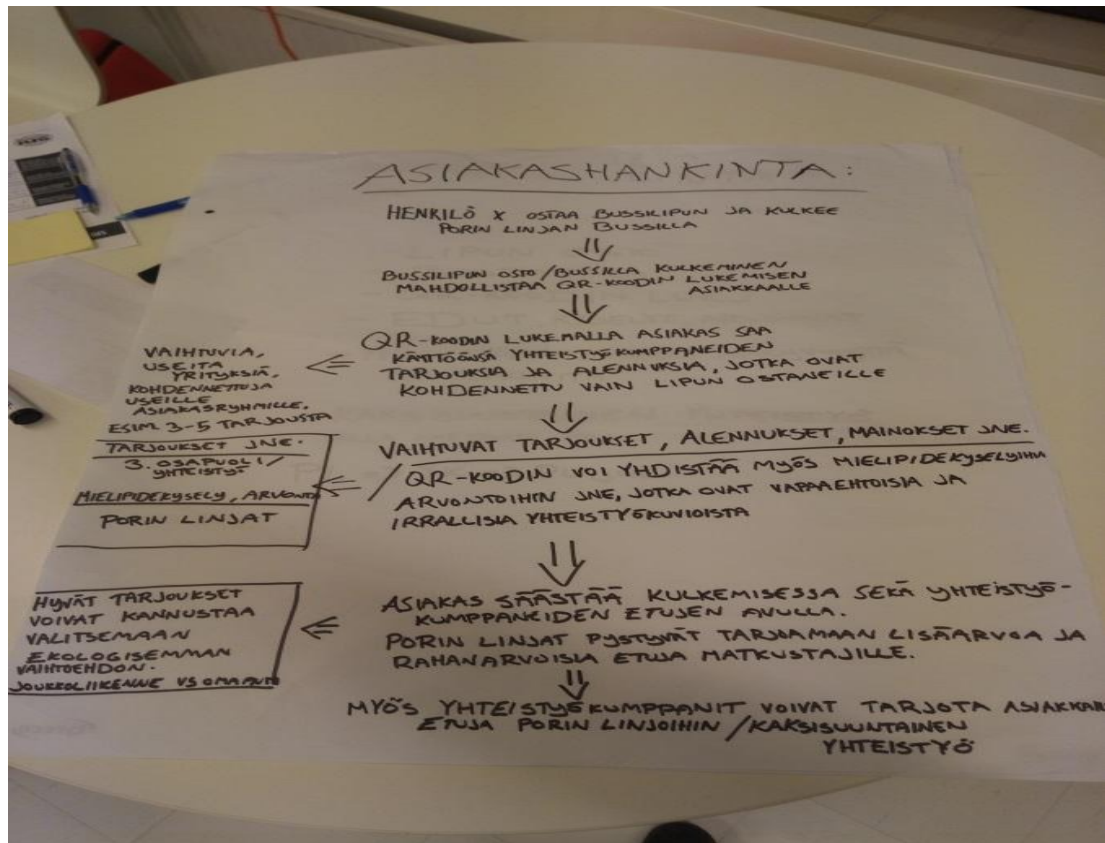 ASIAKASHANKINTA:
HENKILÖ X OSTAA BUSSILIPUN JA KULKEE
PORIN LINJAN BUSSILLA
BUSSILIPUN OSTO/BUSSILLA KULKEMINEN
MAHDOLLISTAA QR-KOODIN LUKEMISEN
ASIAKKAALLE
QR-KOODIN LUKEMALLA ASIAKAS SAA
KÄYTTÖÖNSÄ YHTEISTYÖKUMPPANEIDEN
TARJOUKSIA JA ALENNUKSIA, JOTKA OVAT
KOHDENNETTU VAIN LIPUN OSTANEILLE
VAIHTUVIA,
USEITA
YRITYKSIÄ,
KOHDENNETTUJA
USEILLE
ASIAKASRYHMILLE,
ESIM 3-5 TARJOUSTA
VAIHTUVAT TARJOUKSET, ALENNUKSET, MAINOKSET JNE.
/QR-KOODIN VOI YHDISTÄÄ MYÖS MIELIPIDEKYSELYIHIN
ARVONTOIHIN JNE, JOTKA OVAT VAPAAEHTOISIA JA
IRRALLISIA YHTEISTYÖKUVIOISTA
TARJOUKSET JNE.
3. OSAPUOLI/
YHTEISTYÖ
MIELIPIDEKYSELY, ARVONTA
PORIN LINJAT
ASIAKAS SÄÄSTÄÄ KULKEMISESSA SEKÄ YHTEISTYÖ-
KUMPPANEIDEN ETUJEN AVULLA.
PORIN LINJAT PYSTYVÄT TARJOAMAAN LISÄARVOA JA
RAHANARVOISIA ETUJA MATKUSTAJILLE.
HYVÄT TARJOUKSET
VOIVAT KANNUSTAA
VALITSEMAAN
EKOLOGISEMMAN
VAIHTOEHDON.
JOUKKOLIIKENNE VS OMA AUTO
MYÖS YHTEISTYÖKUMPPANIT VOIVAT TARJOTA
ETUJA PORIN LINJOIHIN /KAKSISUUNTAINEN
YHTEISTYÖ